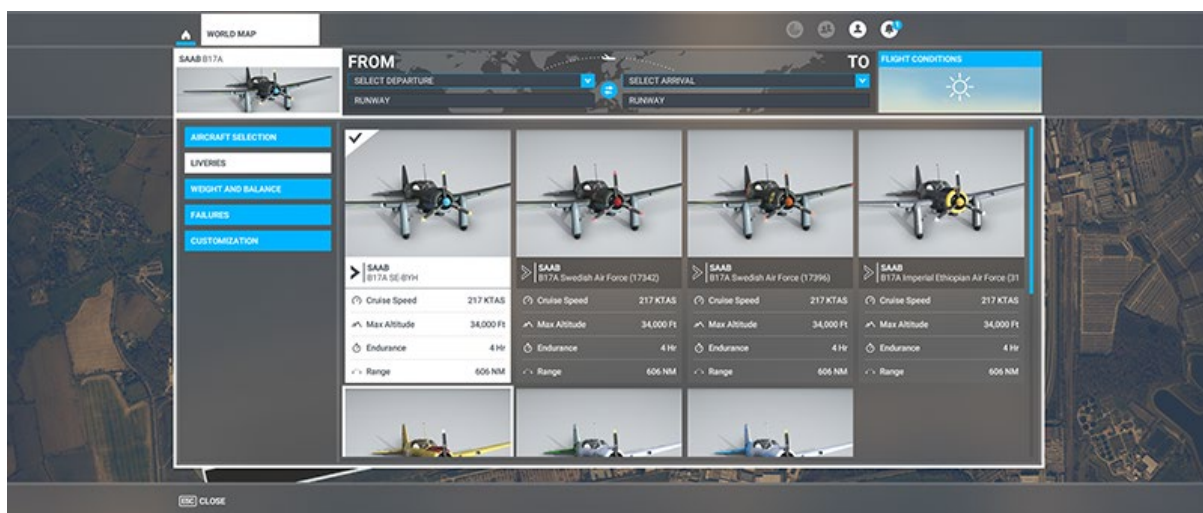 WORLD MAP
SAAB B17A
FROM
SELECT DEPARTURE
RUNWAY
TO
SELECT ARRIVAL
RUNWAY
FLIGHT CONDITIONS
AIRCRAFT SELECTION
LIVERIES
WEIGHT AND BALANCE
FAILURES
CUSTOMIZATION
SAAB
B17A SE-BYH
Cruise Speed 217 KTAS
Max Altitude 34,000 Ft
Endurance 4 Hr
Range 606 NM
SAAB
B17A Swedish Air Force (17342)
Cruise Speed 217 KTAS
Max Altitude 34,000 Ft
Endurance 4 Hr
Range 606 NM
SAAB
B17A Swedish Air Force (17396)
Cruise Speed 217 KTAS
Max Altitude 34,000 Ft
Endurance 4 Hr
Range 606 NM
SAAB
B17A Imperial Ethiopian Air Force (31
Cruise Speed 217 KTAS
Max Altitude 34,000 Ft
Endurance 4 Hr
Range 606 NM
ESC CLOSE